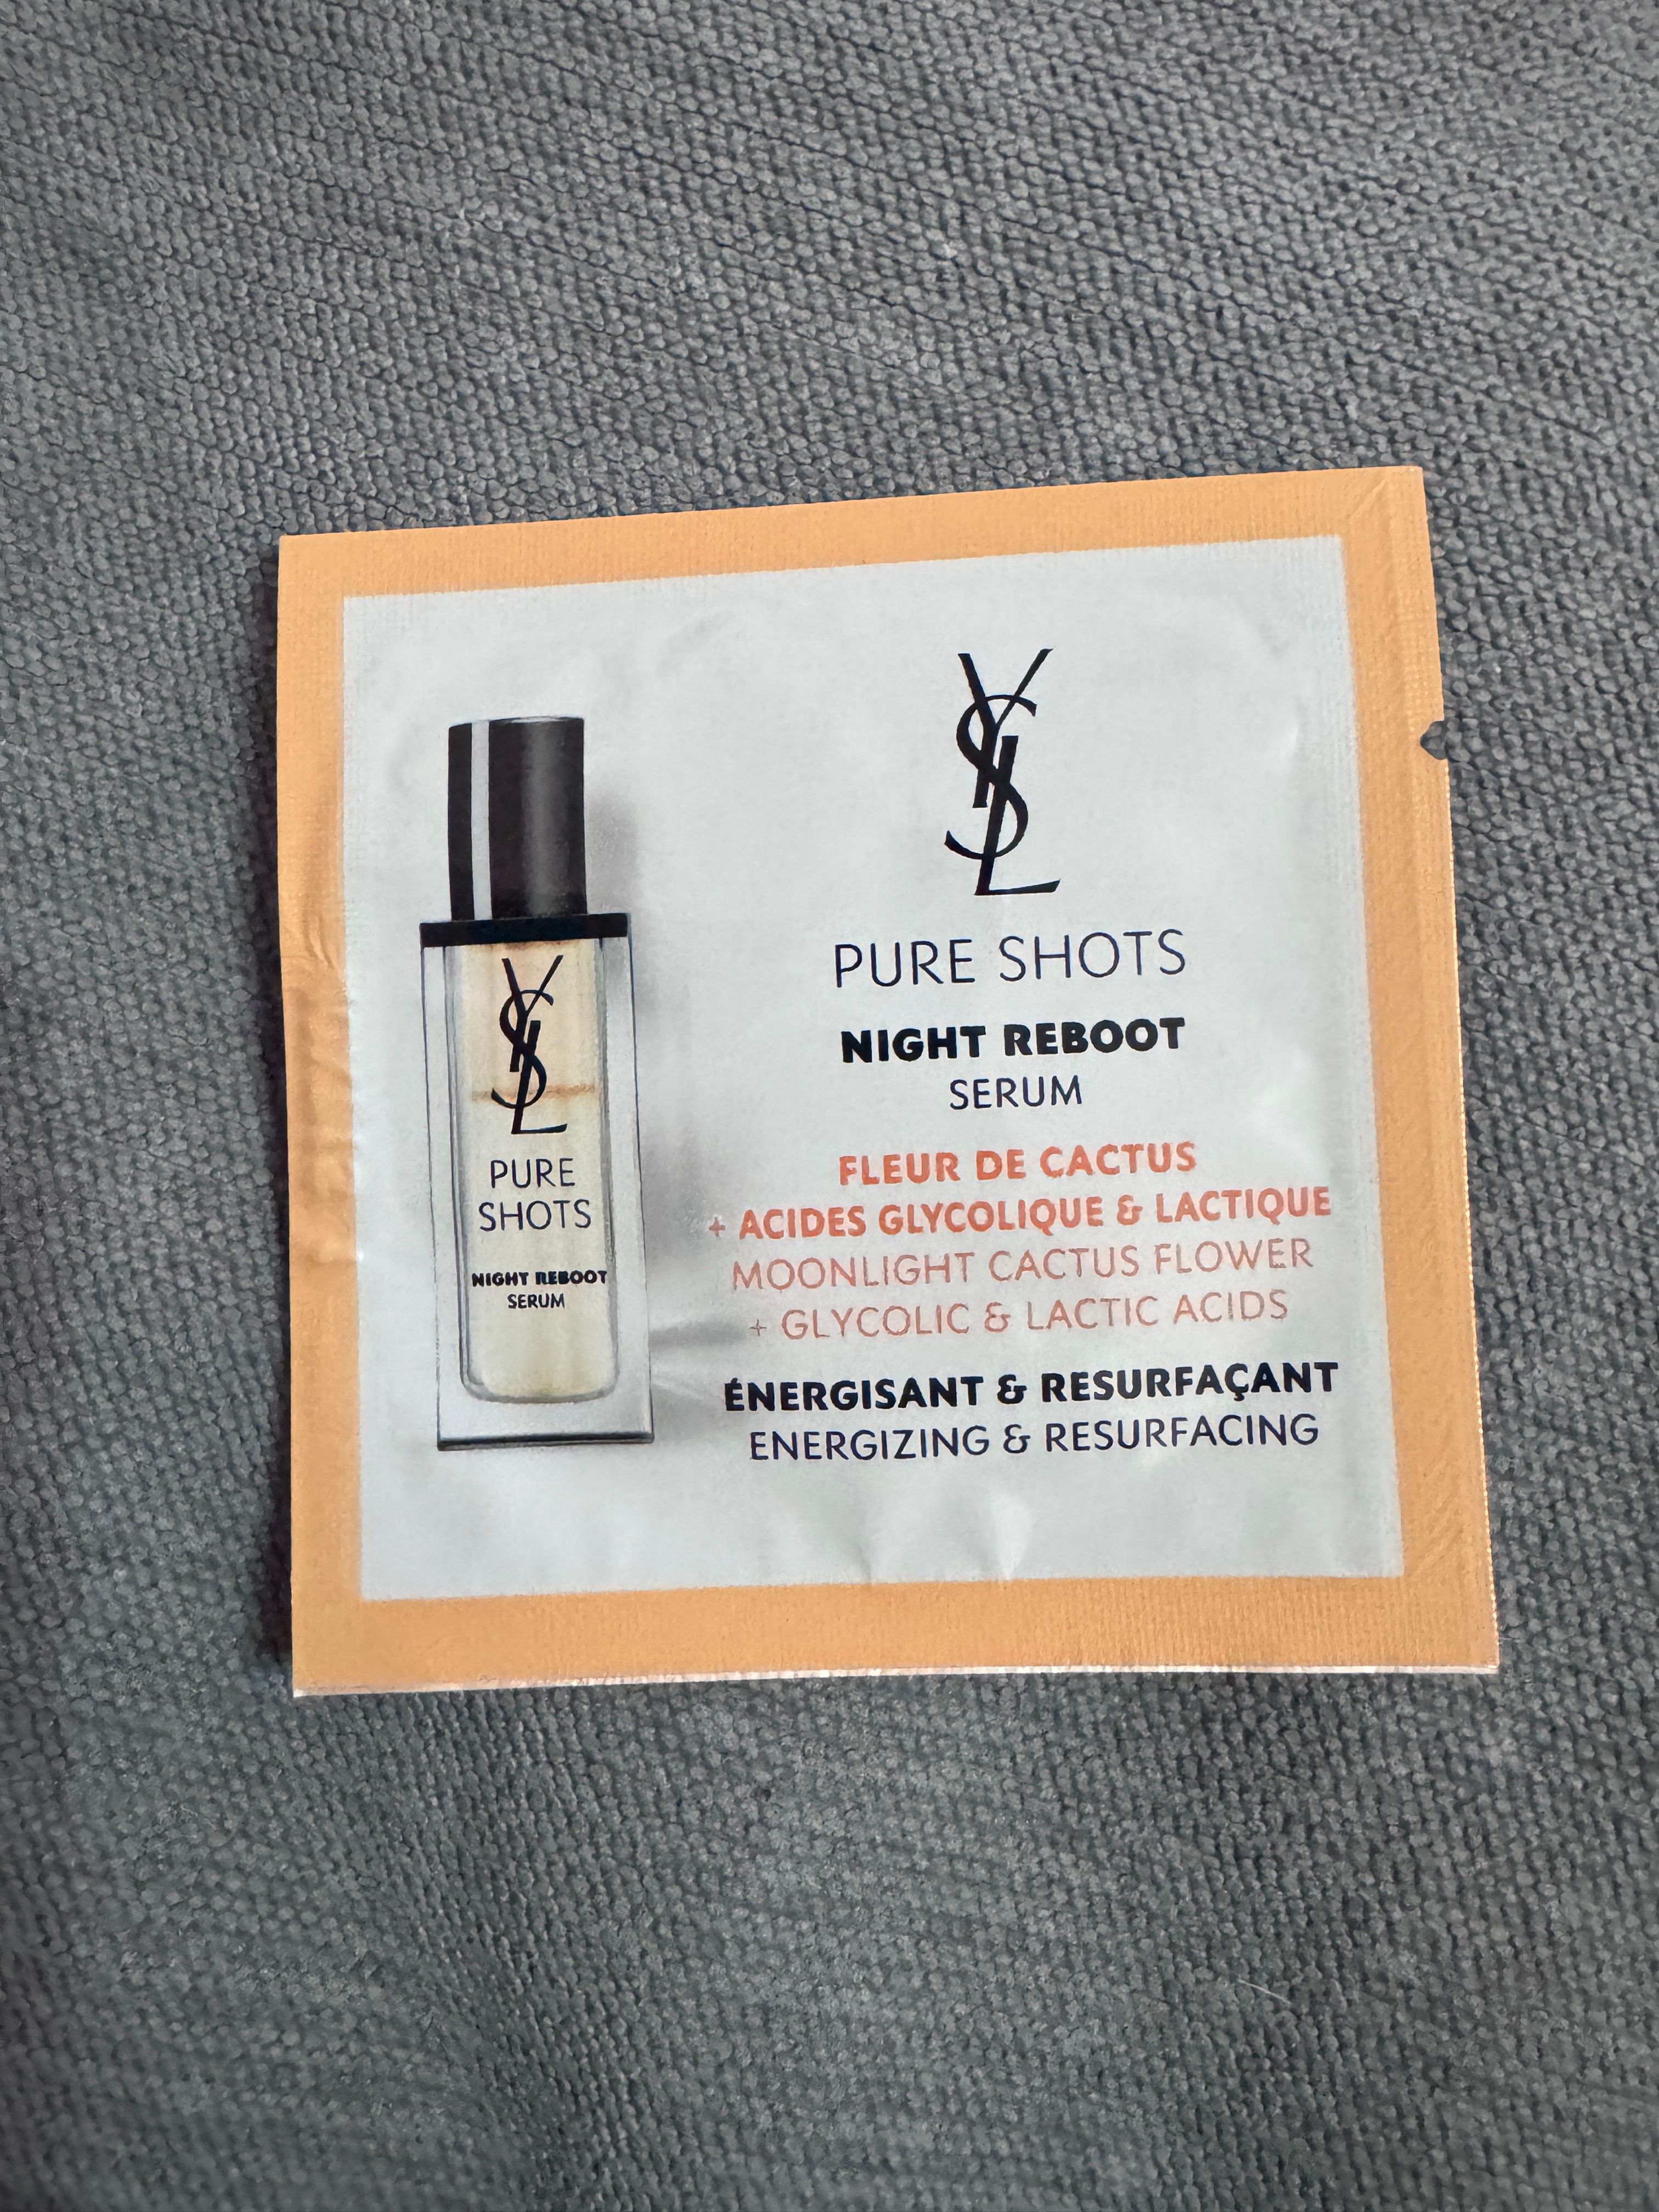 YSL
PURE
SHOTS
NIGHT REBOOT
SERUM
YSL
PURE SHOTS
NIGHT REBOOT
SERUM
FLEUR DE CACTUS
+ ACIDES GLYCOLIQUE & LACTIQUE
MOONLIGHT CACTUS FLOWER
+ GLYCOLIC & LACTIC ACIDS
ÉNERGISANT & RESURFAÇANT
ENERGIZING & RESURFACING